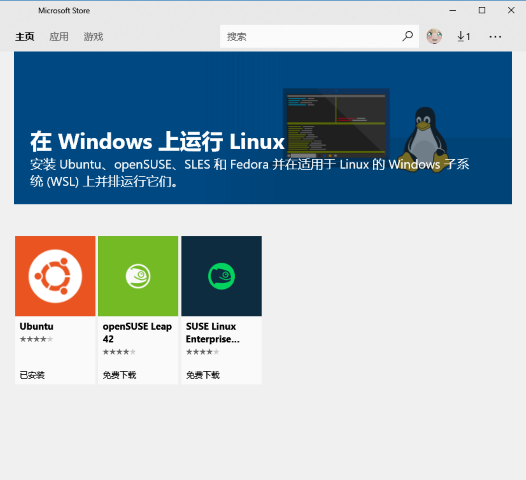 Microsoft Store
主页 应用 游戏 搜索 1
在 Windows 上运行 Linux
安装 Ubuntu、openSUSE、SLES 和 Fedora 并在适用于 Linux 的 Windows 子系
统 (WSL) 上并排运行它们。
Ubuntu
已安装
openSUSE Leap
42
免费下载
SUSE Linux
Enterprise...
免费下载